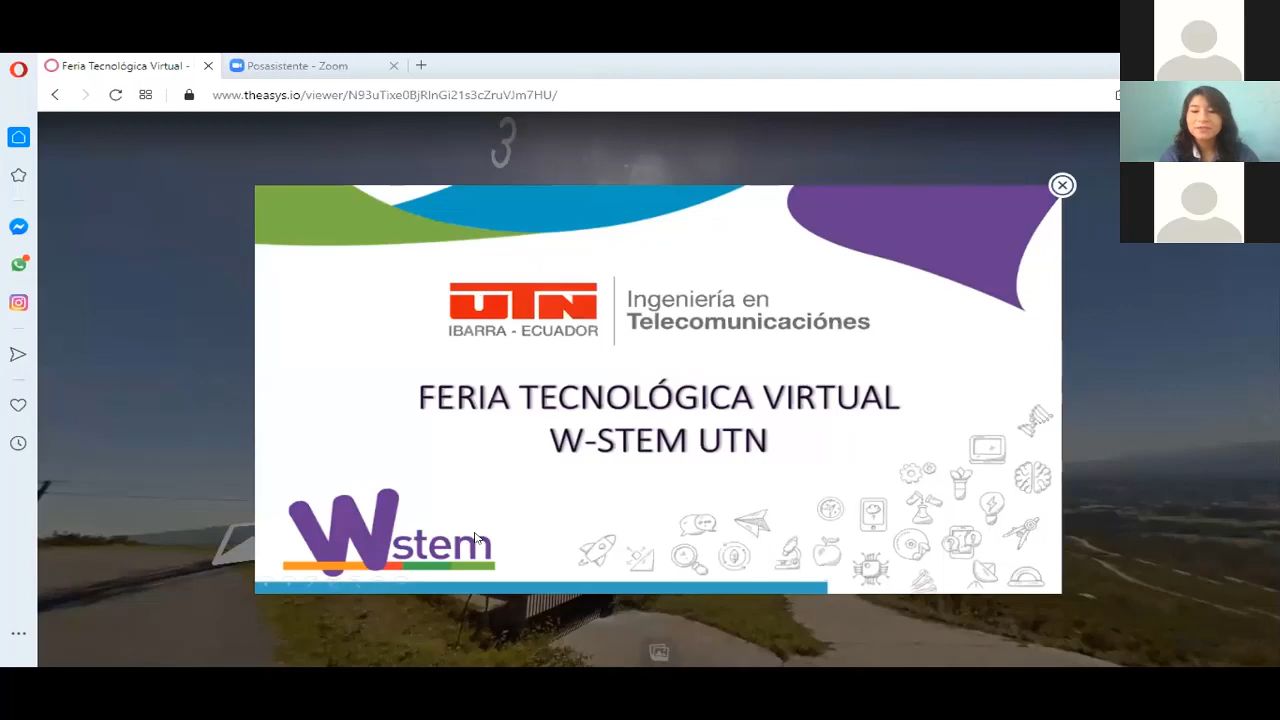 Feria Tecnológica Virtual -
Posasistente - Zoom
www.theasys.io/viewer/N93uTixe0BjRlnGi21s3cZruVJm7HU/
3
UTN
IBARRA - ECUADOR
Ingeniería en
Telecomunicaciónes
FERIA TECNOLÓGICA VIRTUAL
W-STEM UTN
Wstem